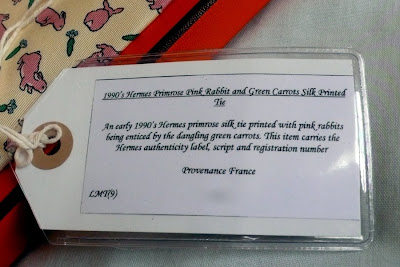 1990's Hermes Primrose Pink Rabbit and Green Carrots Silk Printed
Tie
An early 1990's Hermes primrose silk tie printed with pink rabbits
being enticed by the dangling green carrots. This item carries the
Hermes authenticity label, script and registration number
Provenance France
LMT(9)